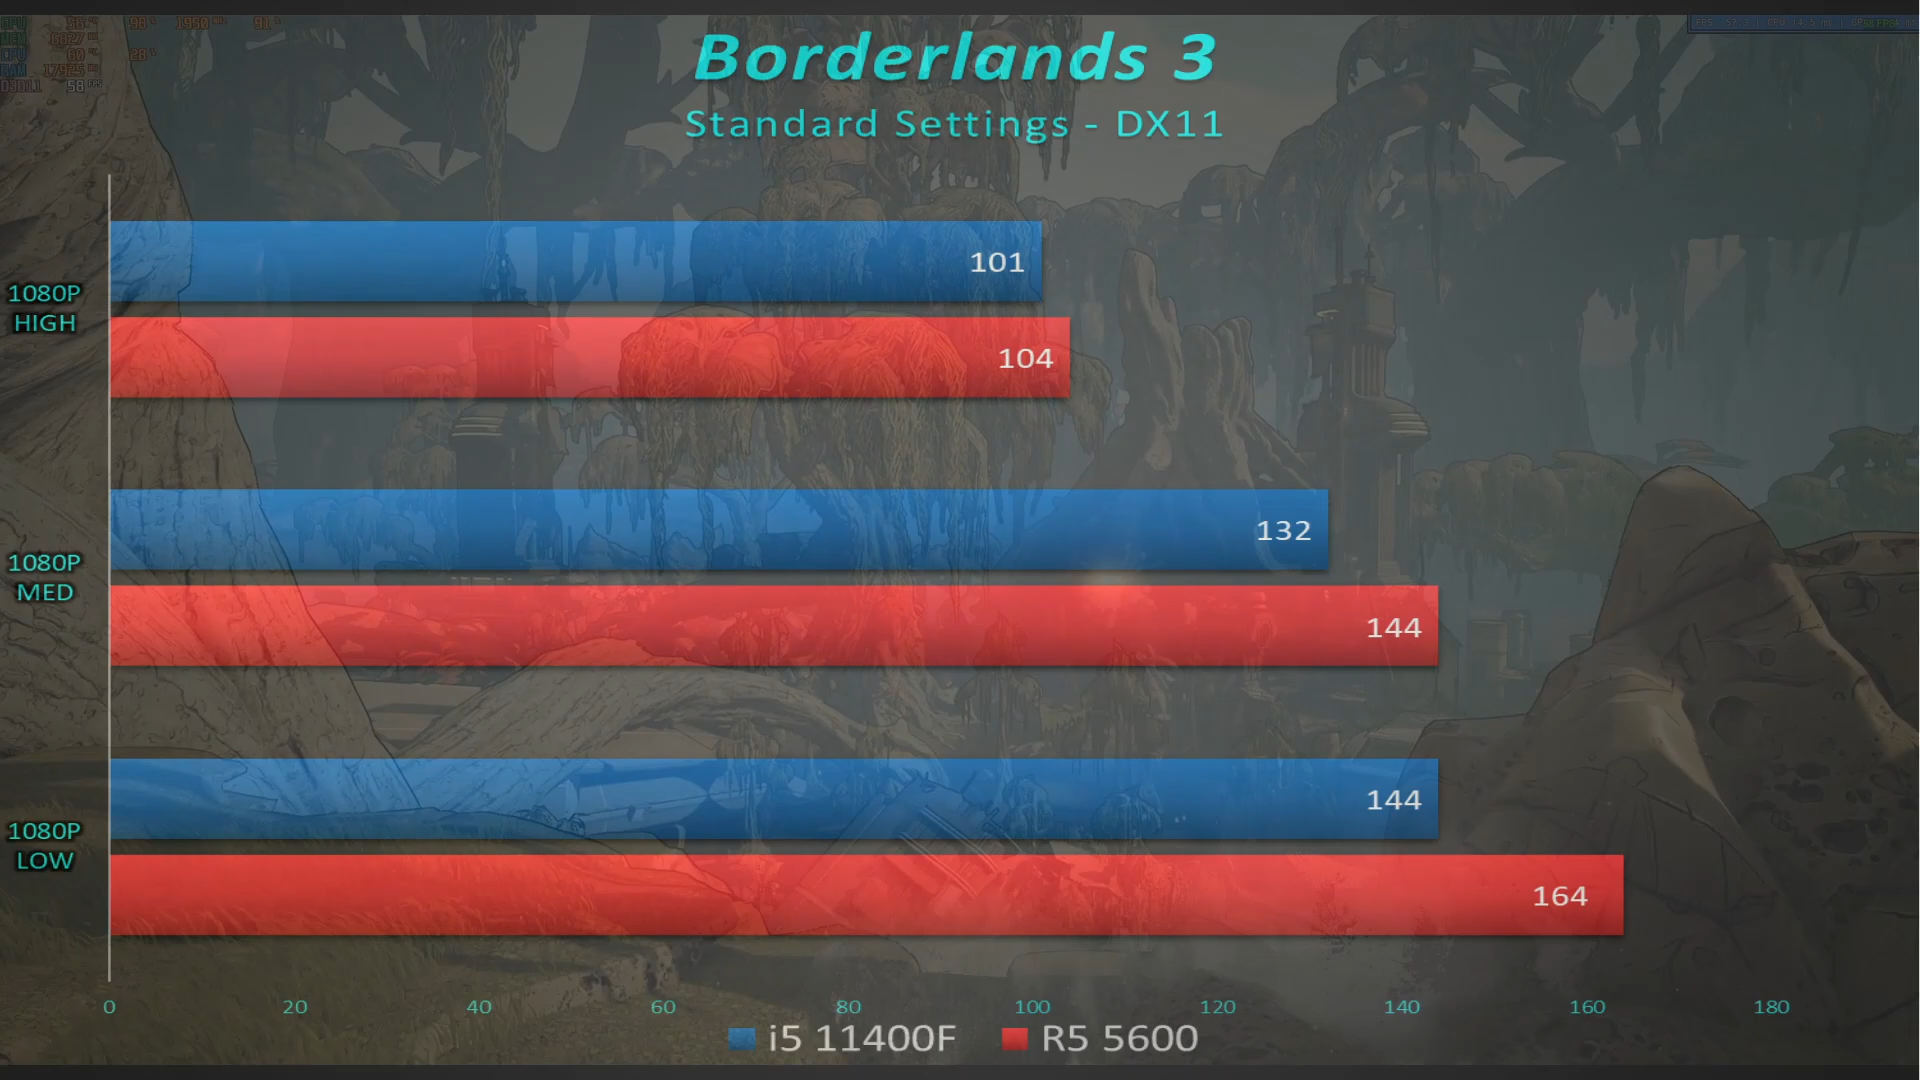 Borderlands 3
Standard Settings - DX11
1080P
HIGH
101
104
1080P
MED
132
144
1080P
LOW
144
164
0 20 40 60 80 100 120 140 160 180
i5 11400F R5 5600